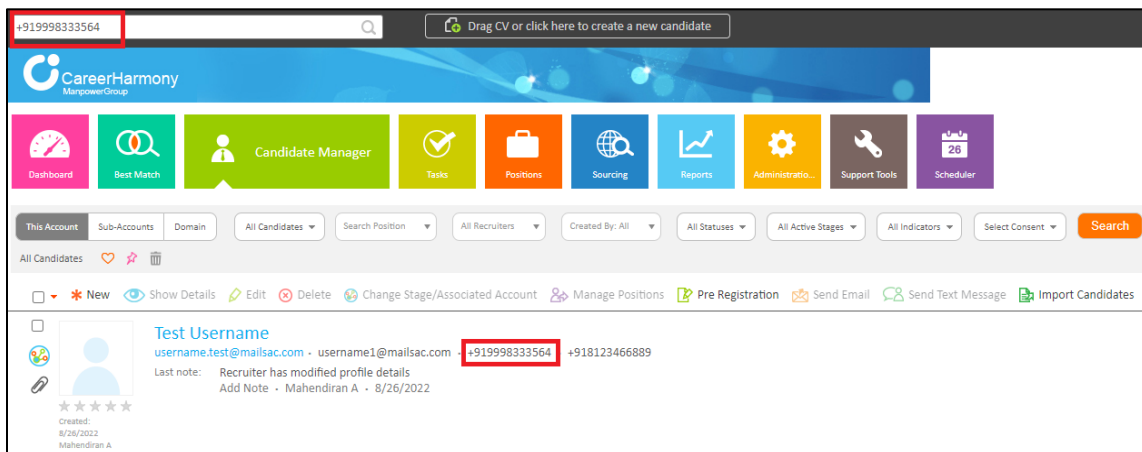 +919998333564
Drag CV or click here to create a new candidate
CareerHarmony
ManpowerGroup
Dashboard
Best Match
Candidate Manager
Tasks
Positions
Sourcing
Reports
Administratio...
Support Tools
26
Scheduler
This Account Sub-Accounts Domain All Candidates Search Position All Recruiters Created By: All All Statuses All Active Stages All Indicators Select Consent Search
All Candidates
New Show Details Edit Delete Change Stage/Associated Account Manage Positions Pre Registration Send Email Send Text Message Import Candidates
Test Username
username.test@mailsac.com · username1@mailsac.com · +919998333564 +918123466889
Last note: Recruiter has modified profile details
Add Note · Mahendiran A · 8/26/2022
Created:
8/26/2022
Mahendiran A